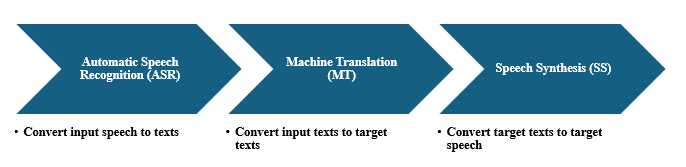 Automatic Speech
Recognition (ASR)
Machine Translation
(MT)
Speech Synthesis (SS)
• Convert input speech to texts
• Convert input texts to target
texts
• Convert target texts to target
speech